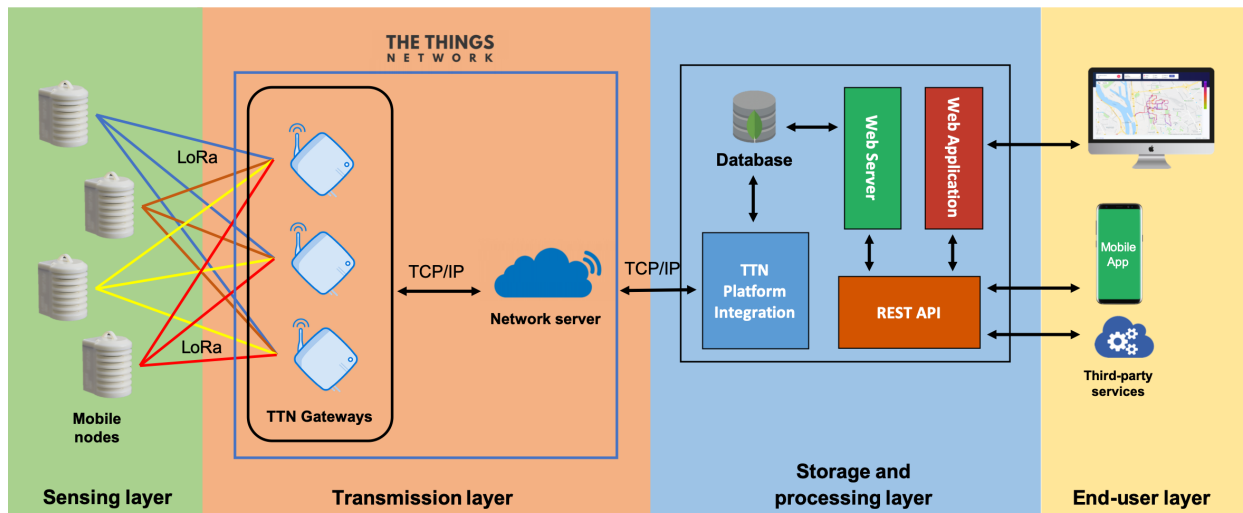 THE THINGS
NETWORK
LoRa
LoRa
Mobile
nodes
TTN Gateways
TCP/IP
Network server
TCP/IP
Database
Web Server
Web Application
TTN
Platform
Integration
REST API
Mobile
App
Third-party
services
Sensing layer
Transmission layer
Storage and
processing layer
End-user layer